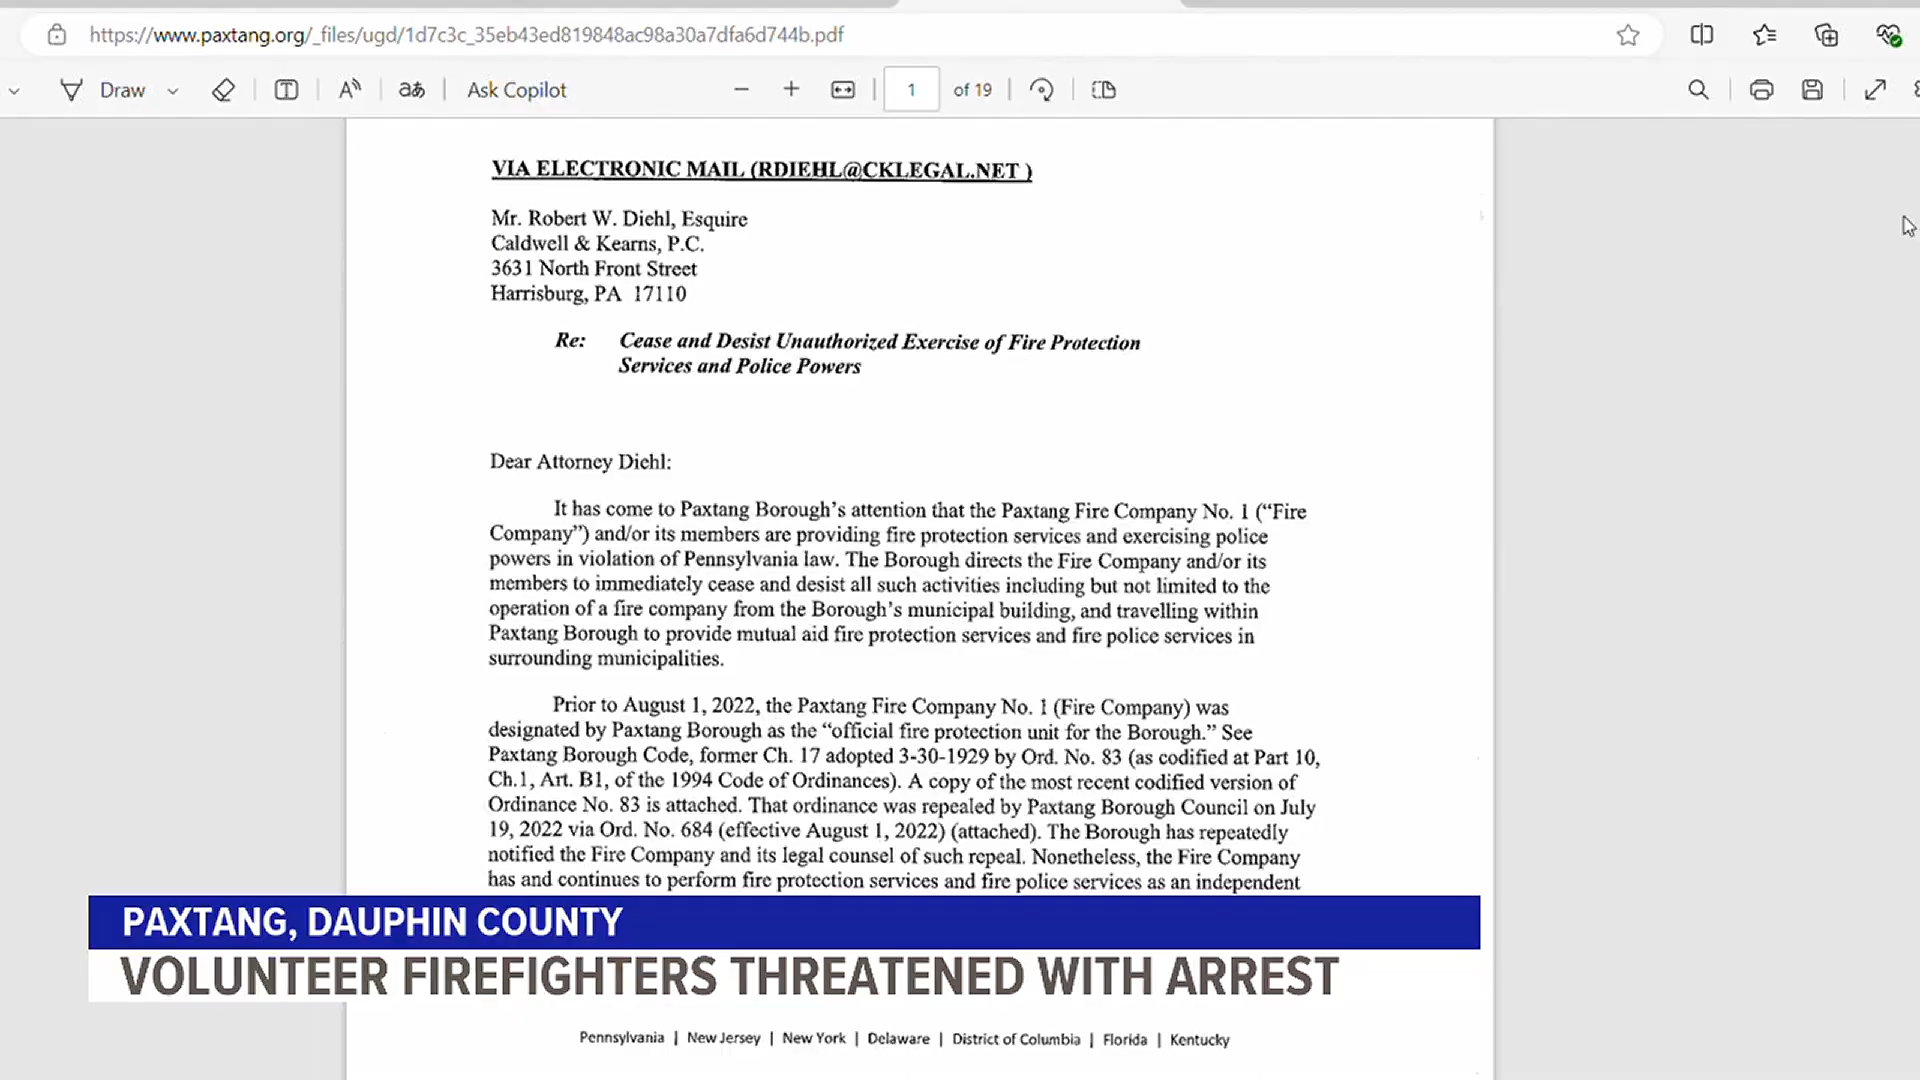 https://www.paxtang.org/_files/ugd/1d7c3c_35eb43ed819848ac98a30a7dfa6d744b.pdf
Draw
Ask Copilot
1 of 19
VIA ELECTRONIC MAIL (RDIEHL@CKLEGAL.NET )
Mr. Robert W. Diehl, Esquire
Caldwell & Kearns, P.C.
3631 North Front Street
Harrisburg, PA 17110
Re: Cease and Desist Unauthorized Exercise of Fire Protection
Services and Police Powers
Dear Attorney Diehl:
It has come to Paxtang Borough's attention that the Paxtang Fire Company No. 1 ("Fire
Company") and/or its members are providing fire protection services and exercising police
powers in violation of Pennsylvania law. The Borough directs the Fire Company and/or its
members to immediately cease and desist all such activities including but not limited to the
operation of a fire company from the Borough's municipal building, and travelling within
Paxtang Borough to provide mutual aid fire protection services and fire police services in
surrounding municipalities.
Prior to August 1, 2022, the Paxtang Fire Company No. 1 (Fire Company) was
designated by Paxtang Borough as the "official fire protection unit for the Borough." See
Paxtang Borough Code, former Ch. 17 adopted 3-30-1929 by Ord. No. 83 (as codified at Part 10,
Ch.1, Art. B1, of the 1994 Code of Ordinances). A copy of the most recent codified version of
Ordinance No. 83 is attached. That ordinance was repealed by Paxtang Borough Council on July
19, 2022 via Ord. No. 684 (effective August 1, 2022) (attached). The Borough has repeatedly
notified the Fire Company and its legal counsel of such repeal. Nonetheless, the Fire Company
has and continues to perform fire protection services and fire police services as an independent
PAXTANG, DAUPHIN COUNTY
VOLUNTEER FIREFIGHTERS THREATENED WITH ARREST
Pennsylvania | New Jersey | New York | Delaware | District of Columbia | Florida | Kentucky